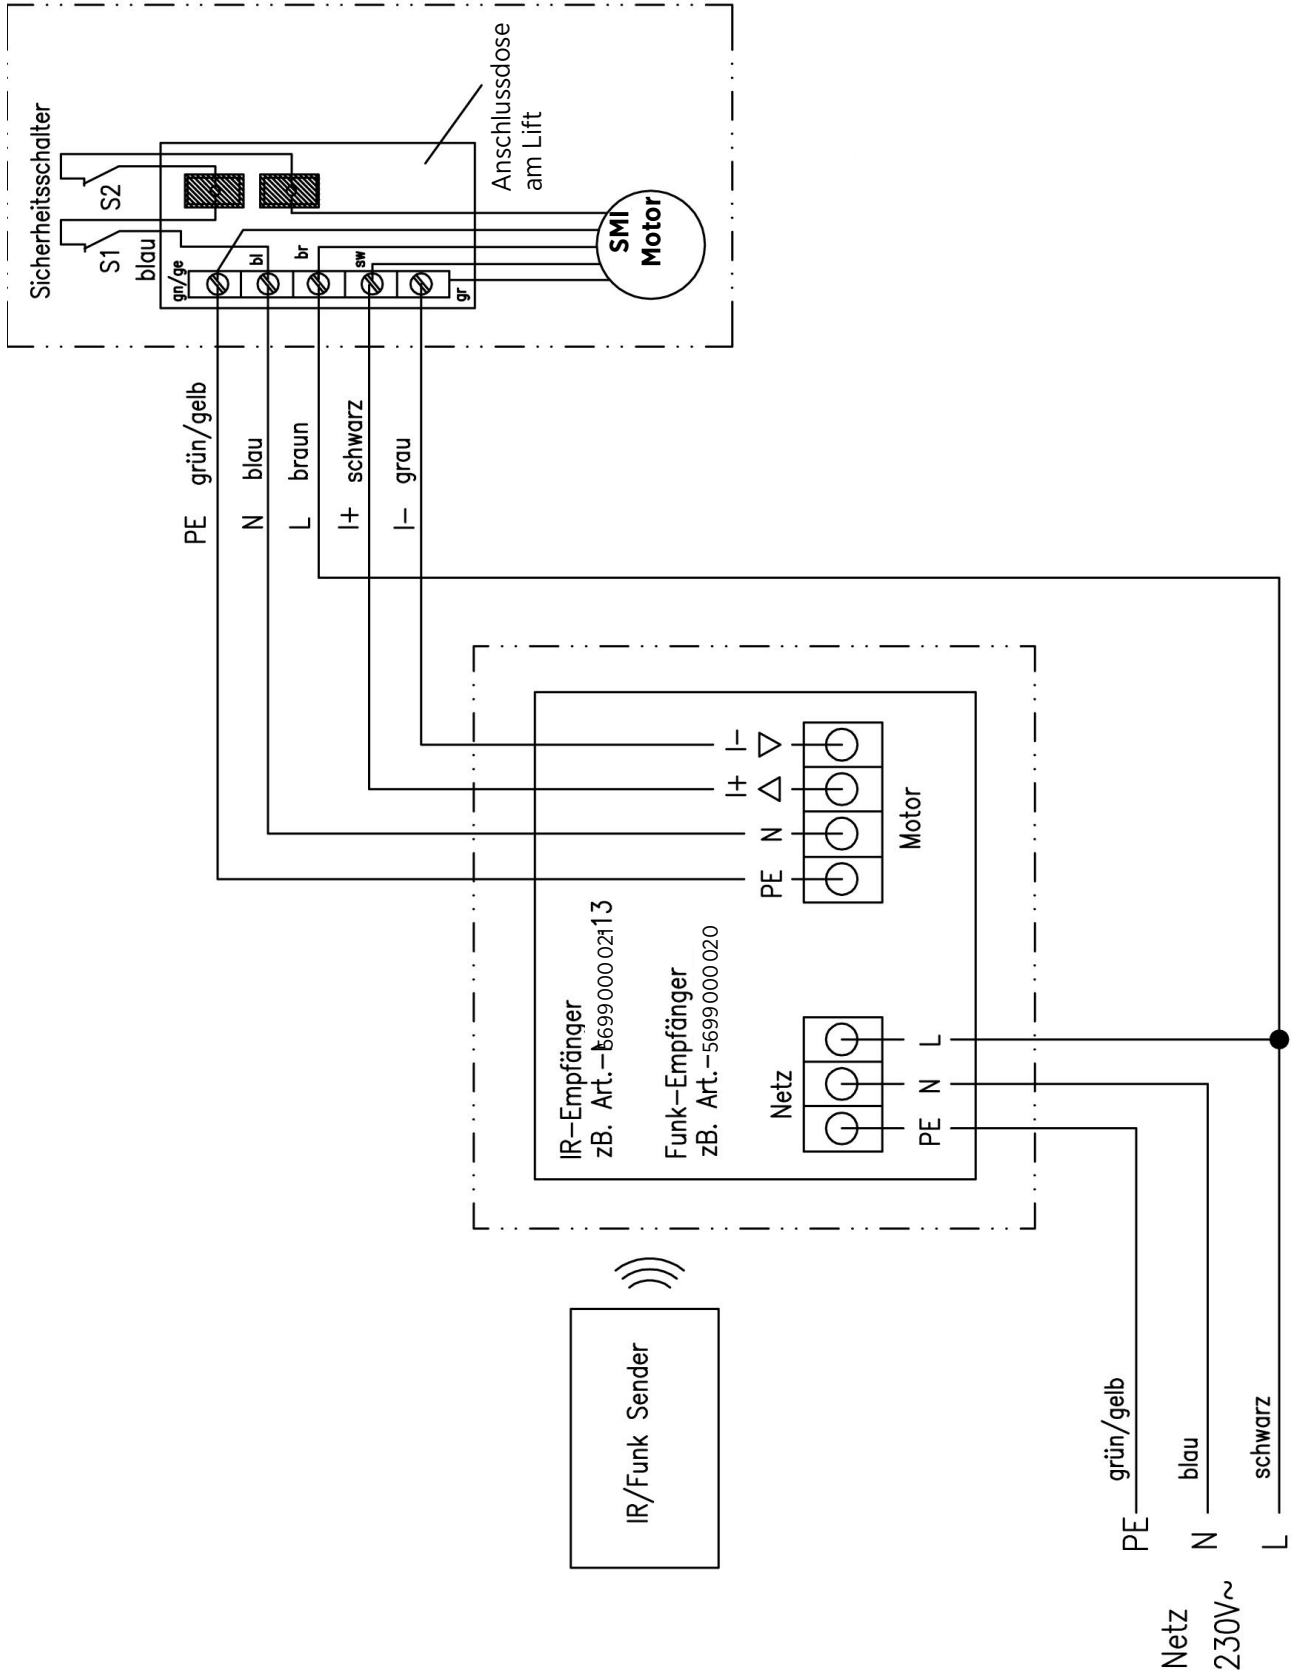 Sicherheitsschalter
S1
S2
blau
gn/ge
bl
br
sw
gr
Anschlussdose
am Lift
SMI
Motor
PE grün/gelb
N blau
L braun
I+ schwarz
I- grau
IR-Empfänger
zB. Art.-
Funk-Empfänger
zB. Art.-5699000020
PE
N
I+
I-
Motor
Netz
PE
N
L
IR/Funk Sender
Netz
230V~
PE grün/gelb
N blau
L schwarz